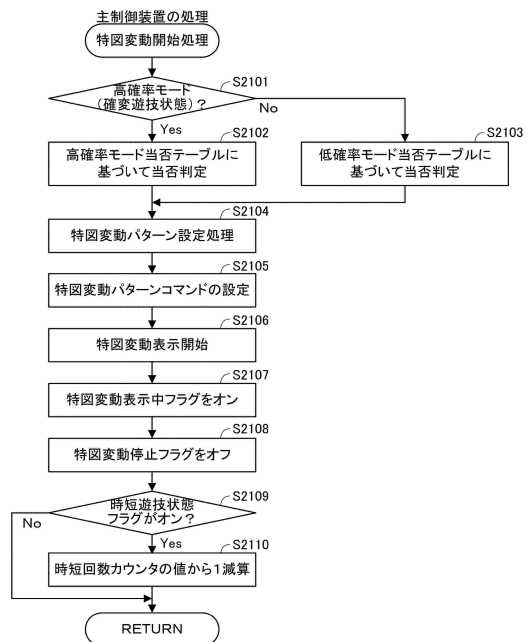 主制御装置の処理
特図変動開始処理
S2101
高確率モード
(確変遊技状態)？
No
Yes
S2102
高確率モード当否テーブルに
基づいて当否判定
S2103
低確率モード当否テーブルに
基づいて当否判定
S2104
特図変動パターン設定処理
S2105
特図変動パターンコマンドの設定
S2106
特図変動表示開始
S2107
特図変動表示中フラグをオン
S2108
特図変動停止フラグをオフ
S2109
時短遊技状態
フラグがオン？
No
Yes
S2110
時短回数カウンタの値から１減算
RETURN